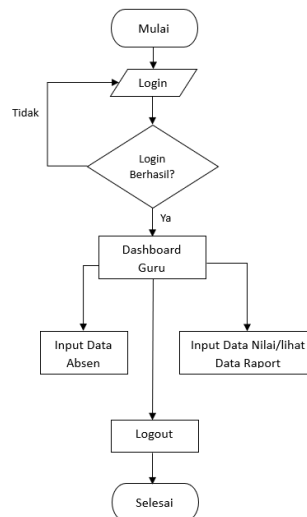 Mulai
Login
Tidak
Login
Berhasil?
Ya
Dashboard
Guru
Input Data
Absen
Input Data Nilai/lihat
Data Raport
Logout
Selesai